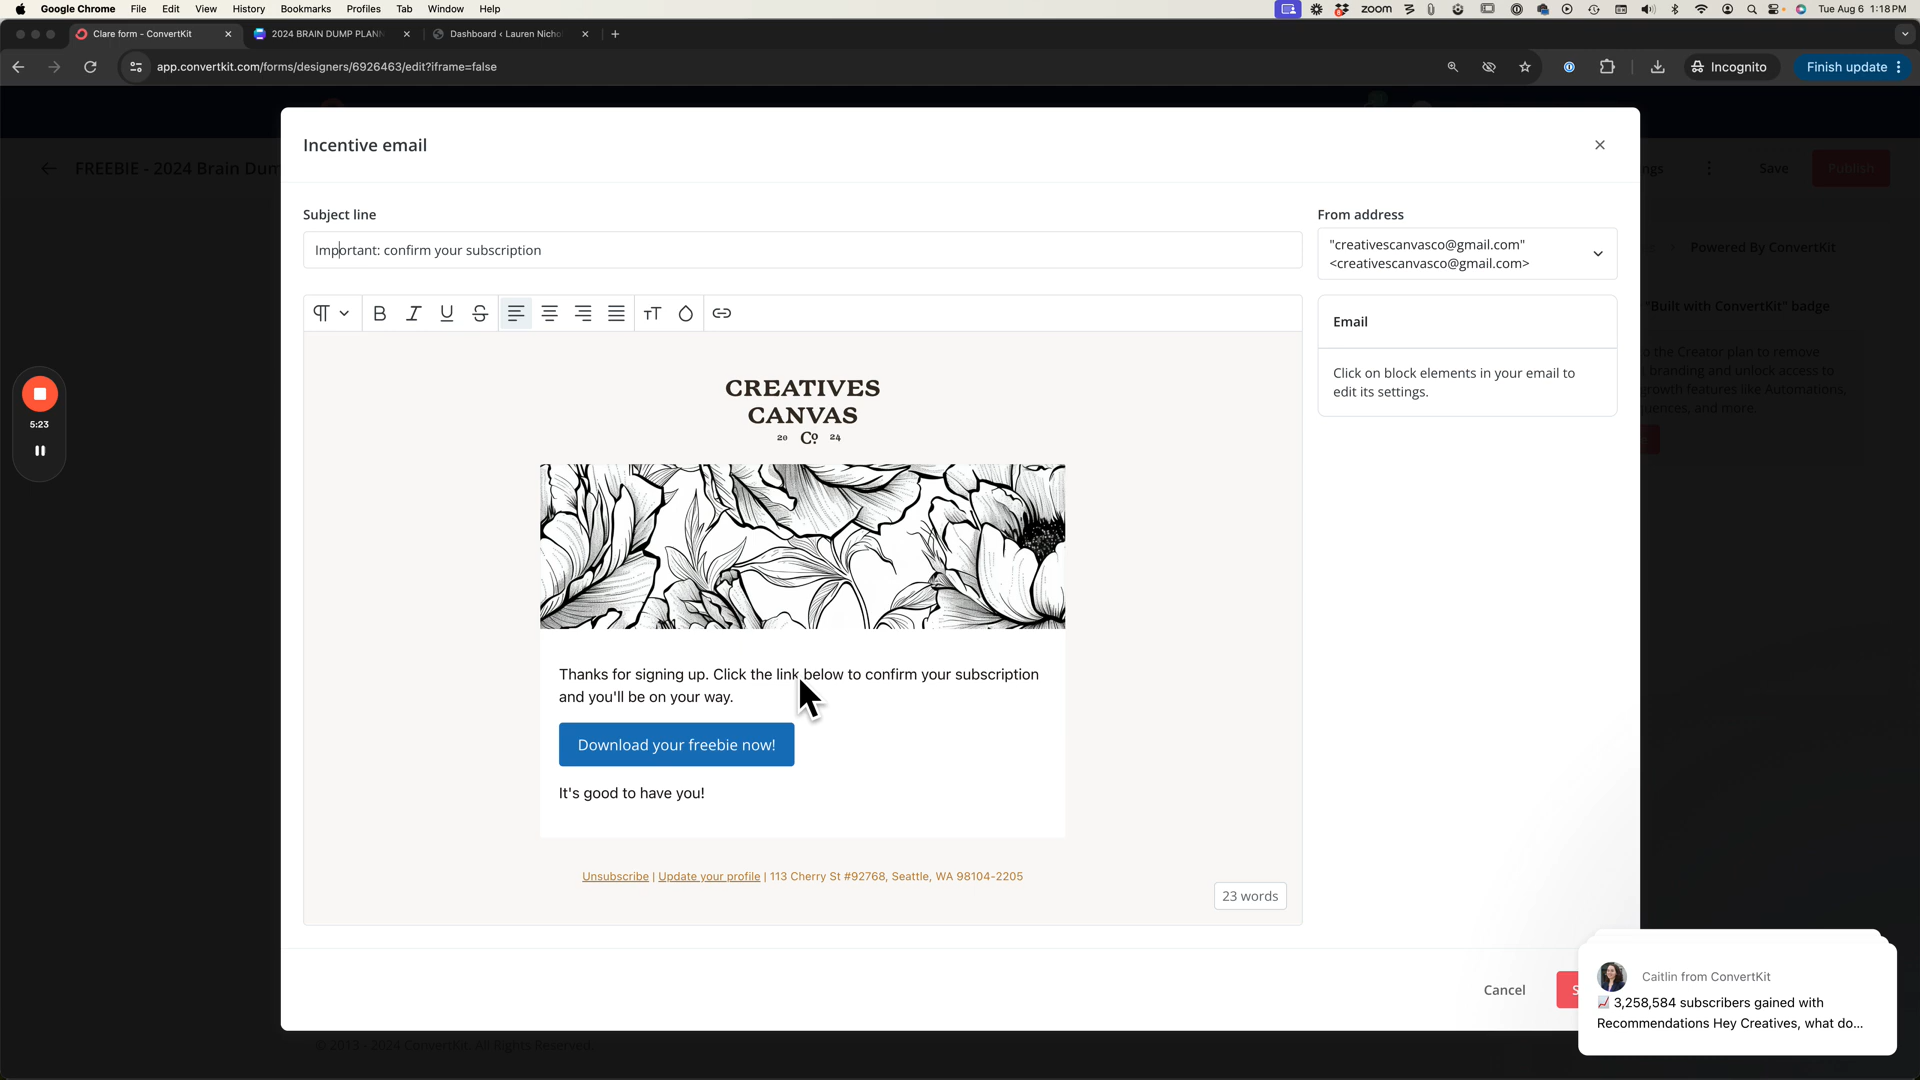 Google Chrome File Edit View History Bookmarks Profiles Tab Window Help
zoom
Tue Aug 6 1:18 PM
Clare form - ConvertKit
2024 BRAIN DUMP PLANN
Dashboard ‹ Lauren Nicho
app.convertkit.com/forms/designers/6926463/edit?iframe=false
Incognito
Finish update
FREEBIE - 2024 Brain Dum
ngs
Save
Publish
Incentive email
Subject line
Important: confirm your subscription
From address
"creativescanvasco@gmail.com"
<creativescanvasco@gmail.com>
Powered By ConvertKit
"Built with ConvertKit" badge
o the Creator plan to remove
branding and unlock access to
rowth features like Automations,
uences, and more.
Email
Click on block elements in your email to
edit its settings.
5:23
CREATIVES
CANVAS
20 Co. 24
Thanks for signing up. Click the link below to confirm your subscription
and you'll be on your way.
Download your freebie now!
It's good to have you!
Unsubscribe | Update your profile | 113 Cherry St #92768, Seattle, WA 98104-2205
23 words
Cancel
S
Caitlin from ConvertKit
📈 3,258,584 subscribers gained with
Recommendations Hey Creatives, what do...
© 2013 - 2024 ConvertKit. All Rights Reserved.